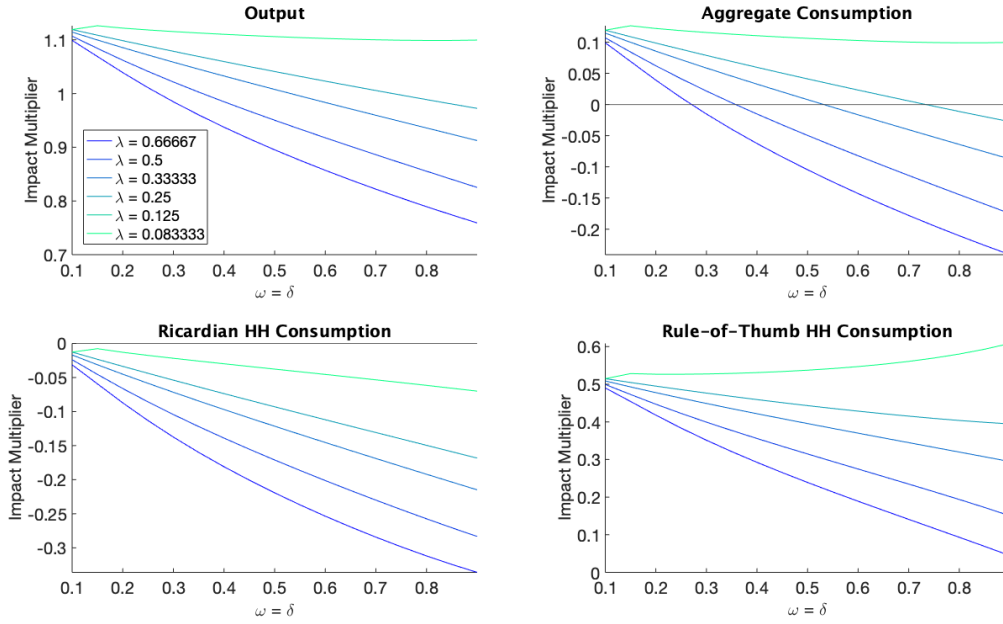 Output
Impact Multiplier
1.1
1
0.9
0.8
0.7
λ = 0.66667
λ = 0.5
λ = 0.33333
λ = 0.25
λ = 0.125
λ = 0.083333
0.1 0.2 0.3 0.4 0.5 0.6 0.7 0.8
ω = δ
Aggregate Consumption
Impact Multiplier
0.1
0.05
0
-0.05
-0.1
-0.15
-0.2
0.1 0.2 0.3 0.4 0.5 0.6 0.7 0.8
ω = δ
Ricardian HH Consumption
Impact Multiplier
0
-0.05
-0.1
-0.15
-0.2
-0.25
-0.3
0.1 0.2 0.3 0.4 0.5 0.6 0.7 0.8
ω = δ
Rule-of-Thumb HH Consumption
Impact Multiplier
0.6
0.5
0.4
0.3
0.2
0.1
0
0.1 0.2 0.3 0.4 0.5 0.6 0.7 0.8
ω = δ